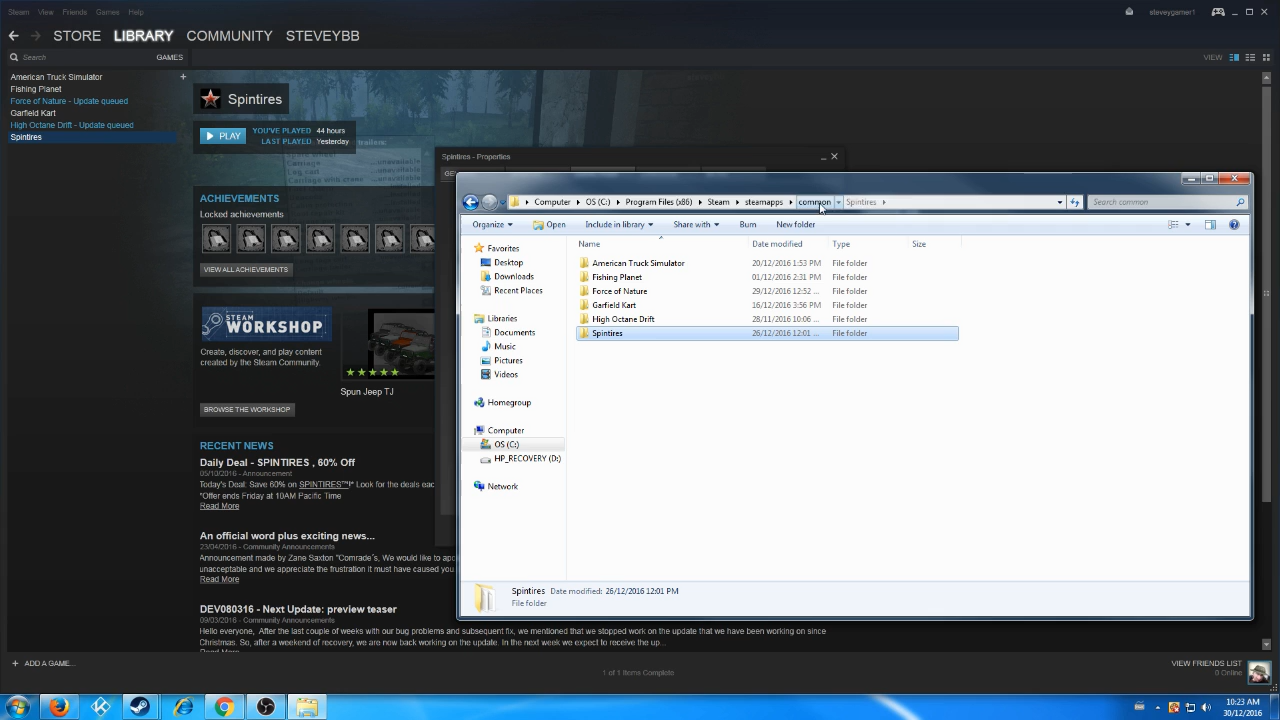 Steam View Friends Games Help steveygamer1
STORE LIBRARY COMMUNITY STEVEYBB
Search GAMES VIEW
American Truck Simulator
Fishing Planet
Force of Nature - Update queued
Garfield Kart
High Octane Drift - Update queued
Spintires
Spintires
PLAY
YOU'VE PLAYED 44 hours
LAST PLAYED Yesterday
ACHIEVEMENTS
Locked achievements
VIEW ALL ACHIEVEMENTS
STEAM WORKSHOP
Create, discover, and play content
created by the Steam Community.
Spun Jeep TJ
BROWSE THE WORKSHOP
RECENT NEWS
Daily Deal - SPINTIRES , 60% Off
05/10/2016 - Announcement
Today's Deal: Save 60% on SPINTIRES™!* Look for the deals eac
*Offer ends Friday at 10AM Pacific Time
Read More
An official word plus exciting news...
23/04/2016 - Community Announcements
Announcement made by Zane Saxton "Comrade's, We would like to apo
unacceptable and we appreciate the frustration it must have caused you
Read More
DEV080316 - Next Update: preview teaser
09/03/2016 - Community Announcements
Hello everyone, After the last couple of weeks with our bug problems and subsequent fix, we mentioned that we stopped work on the update that we have been working on since
Christmas. So, after a weekend of recovery, we are now back working on the update. In the next week we expect to receive the up...
Spintires - Properties
Computer OS (C:) Program Files (x86) Steam steamapps common Spintires Search common
Organize Open Include in library Share with Burn New folder
Name Date modified Type Size
American Truck Simulator 20/12/2016 1:53 PM File folder
Fishing Planet 01/12/2016 2:31 PM File folder
Force of Nature 29/12/2016 12:52 ... File folder
Garfield Kart 16/12/2016 3:56 PM File folder
High Octane Drift 28/11/2016 10:06 ... File folder
Spintires 26/12/2016 12:01 ... File folder
Favorites
Desktop
Downloads
Recent Places
Libraries
Documents
Music
Pictures
Videos
Homegroup
Computer
OS (C:)
HP_RECOVERY (D:)
Network
Spintires Date modified: 26/12/2016 12:01 PM
File folder
ADD A GAME...
1 of 1 Items Complete
VIEW FRIENDS LIST
0 Online
10:23 AM
30/12/2016